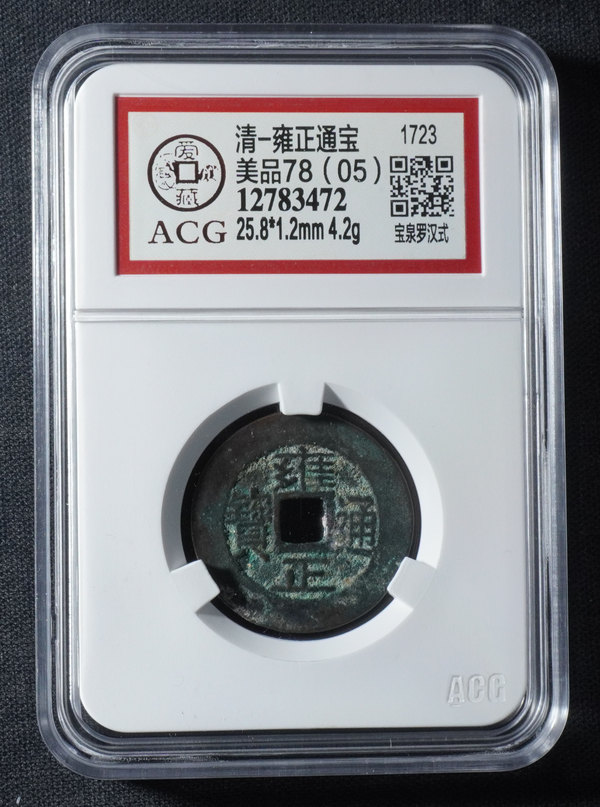 爱藏
ACG
清-雍正通宝
1723
美品78（05）
12783472
25.8*1.2mm 4.2g
宝泉罗汉式
雍正通寶
ACG